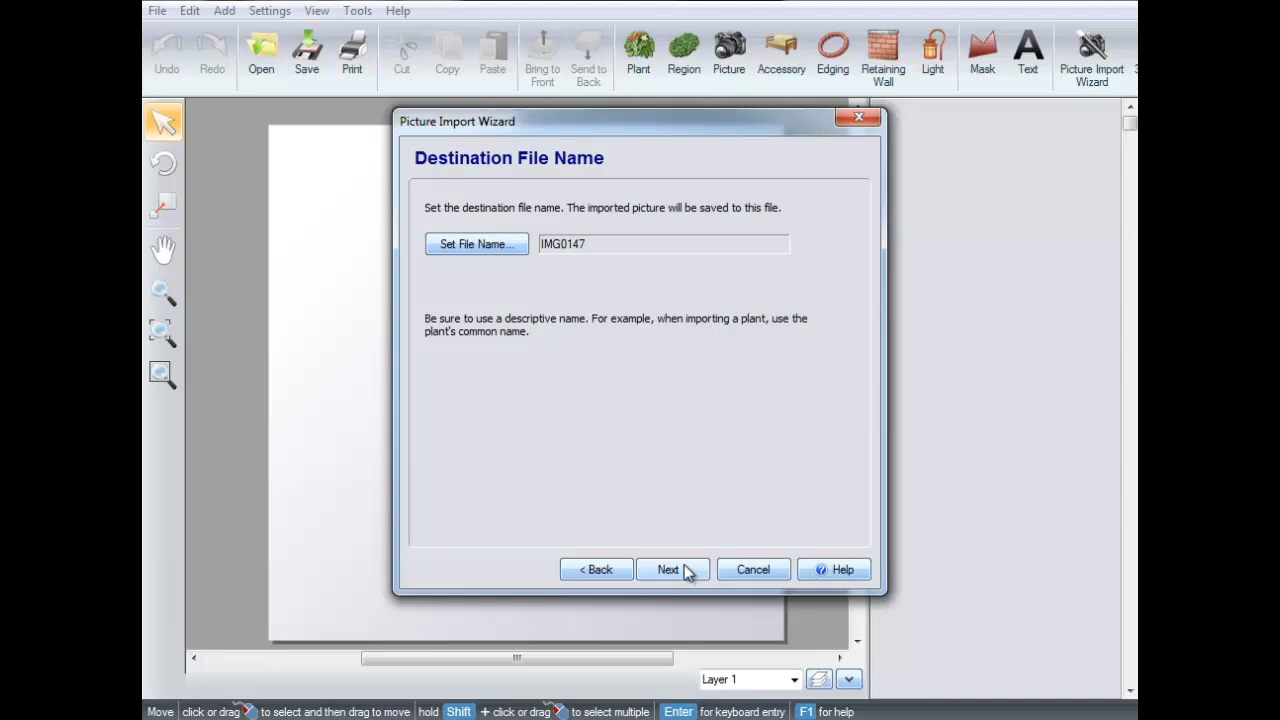 File Edit Add Settings View Tools Help
Undo Redo Open Save Print Cut Copy Paste Bring to Front Send to Back Plant Region Picture Accessory Edging Retaining Wall Light Mask Text Picture Import Wizard
Picture Import Wizard
Destination File Name
Set the destination file name. The imported picture will be saved to this file.
Set File Name... IMG0147
Be sure to use a descriptive name. For example, when importing a plant, use the
plant's common name.
< Back Next Cancel Help
Layer 1
Move click or drag to select and then drag to move hold Shift + click or drag to select multiple Enter for keyboard entry F1 for help